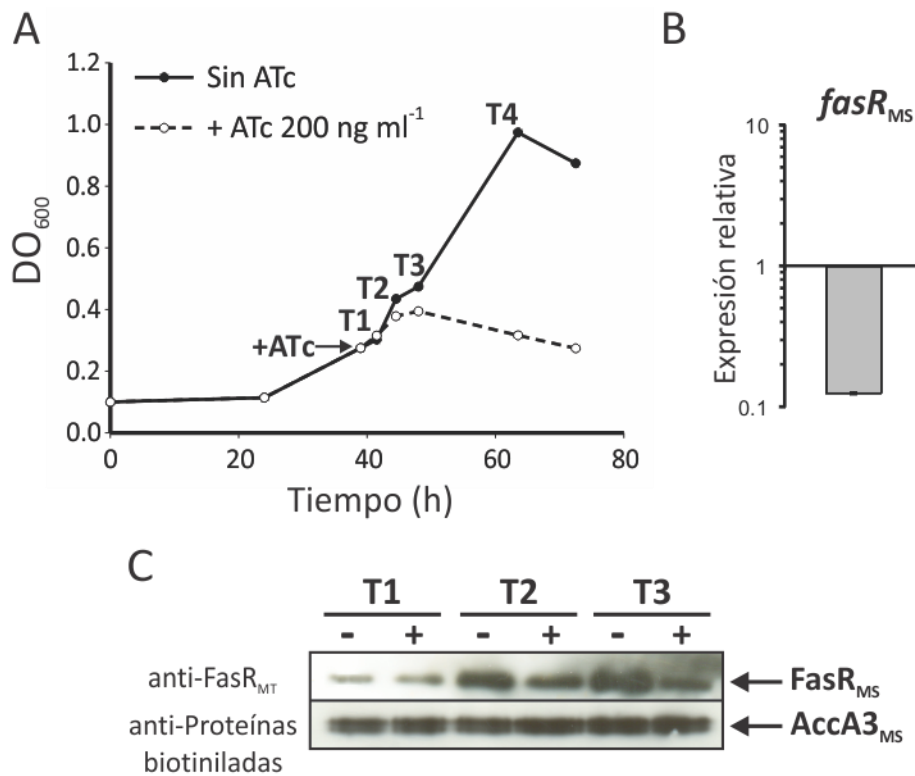 A
B
1.2
1.0
0.8
0.6
0.4
0.2
0.0
DO600
Sin ATc
+ ATc 200 ng ml-1
T4
T3
T2
T1
+ATc
0
20
40
60
80
Tiempo (h)
fasRMS
Expresión relativa
10
1
0.1
C
T1 T2 T3
- + - + - +
anti-FasRMT
FasRMS
anti-Proteínas
biotiniladas
AccA3MS